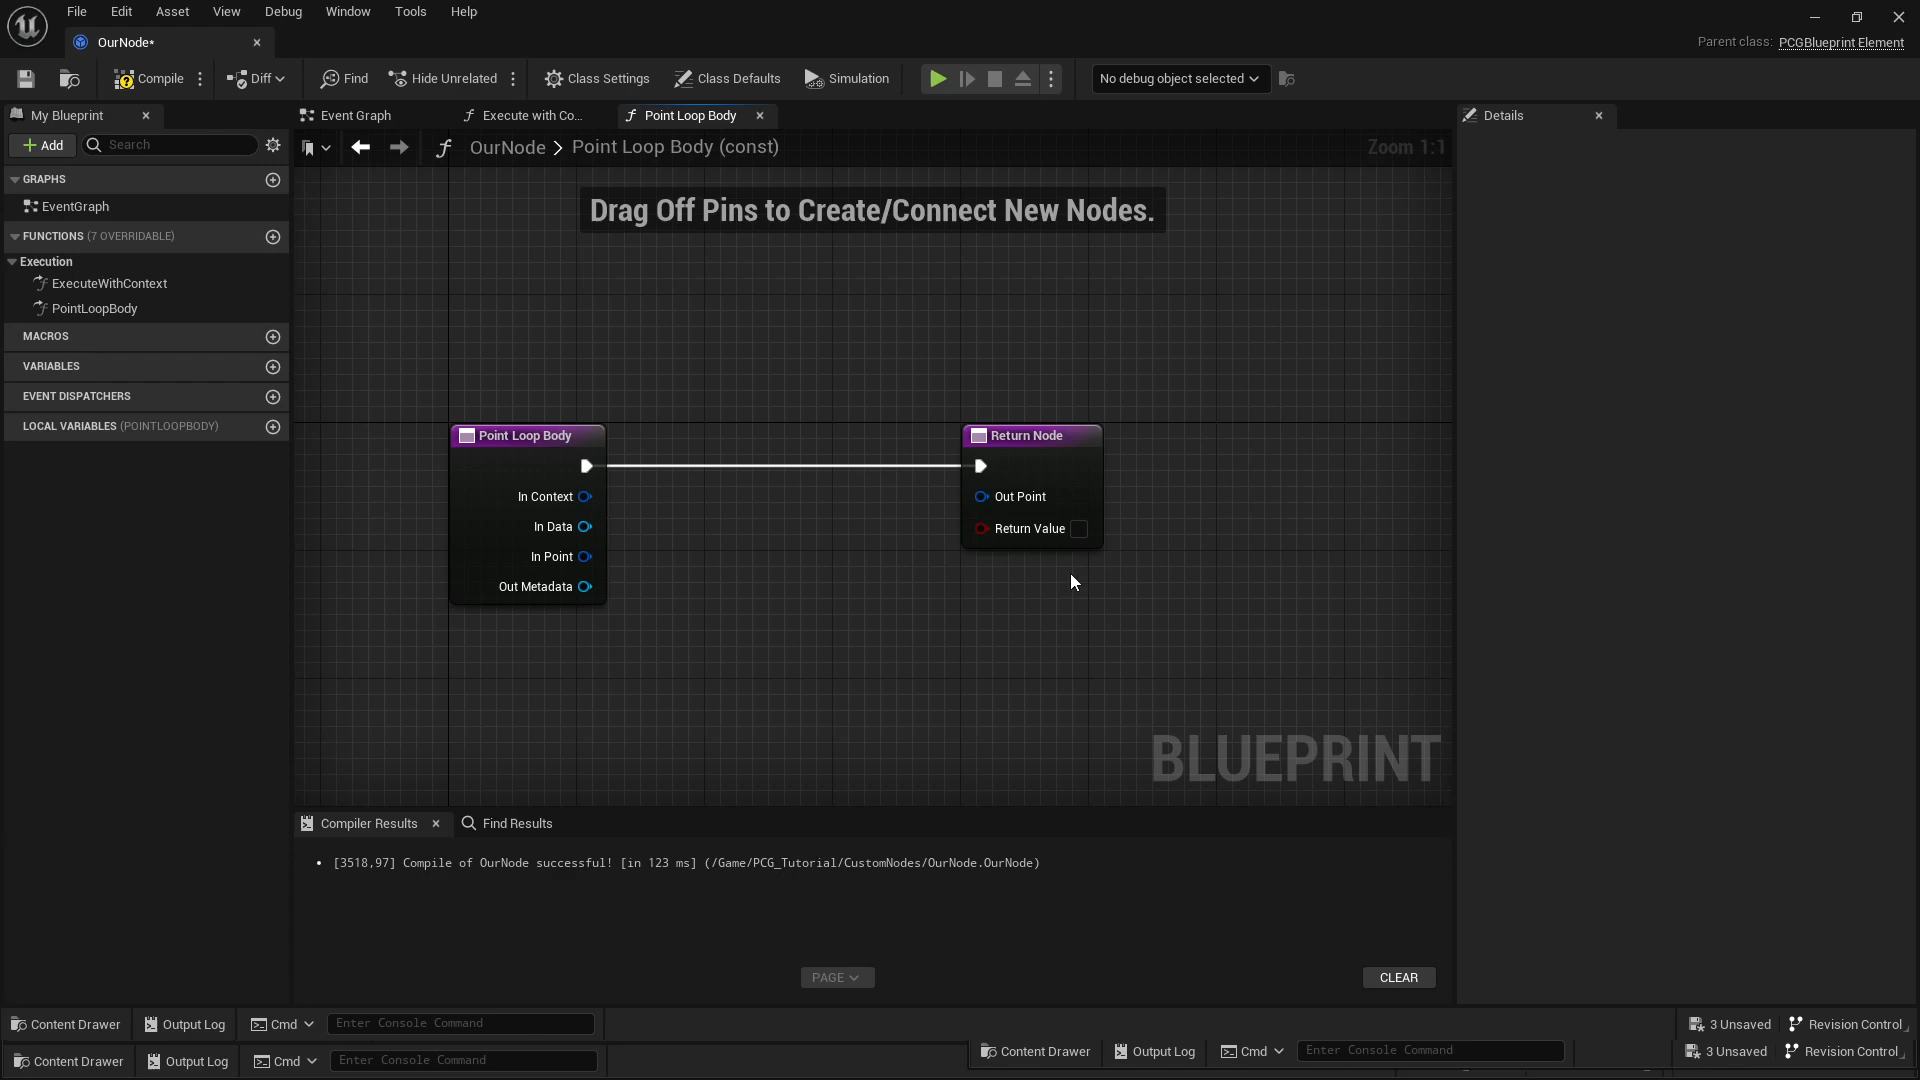 File Edit Asset View Debug Window Tools Help
OurNode*
Parent class: PCGBlueprint Element
Compile Diff Find Hide Unrelated Class Settings Class Defaults Simulation No debug object selected
My Blueprint
Event Graph Execute with Co... Point Loop Body
Details
Add Search
OurNode > Point Loop Body (const) Zoom 1:1
GRAPHS
EventGraph
FUNCTIONS (7 OVERRIDABLE)
Execution
ExecuteWithContext
PointLoopBody
MACROS
VARIABLES
EVENT DISPATCHERS
LOCAL VARIABLES (POINTLOOPBODY)
Drag Off Pins to Create/Connect New Nodes.
Point Loop Body
In Context
In Data
In Point
Out Metadata
Return Node
Out Point
Return Value
BLUEPRINT
Compiler Results Find Results
• [3518,97] Compile of OurNode successful! [in 123 ms] (/Game/PCG_Tutorial/CustomNodes/OurNode.OurNode)
PAGE CLEAR
Content Drawer Output Log Cmd Enter Console Command 3 Unsaved Revision Control
Content Drawer Output Log Cmd Enter Console Command
Content Drawer Output Log Cmd Enter Console Command 3 Unsaved Revision Control